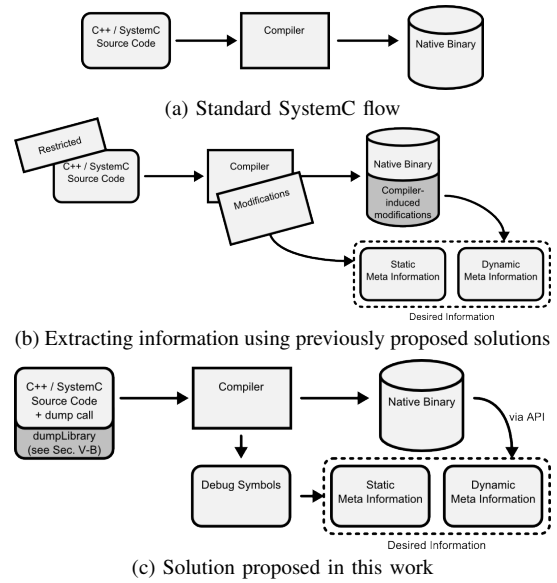 C++ / SystemC
Source Code
Compiler
Native Binary
(a) Standard SystemC flow
Restricted
C++ / SystemC
Source Code
Compiler
Modifications
Native Binary
Compiler-
induced
modifications
Static
Meta Information
Dynamic
Meta Information
Desired Information
(b) Extracting information using previously proposed solutions
C++ / SystemC
Source Code
+ dump call
dumpLibrary
(see Sec. V-B)
Compiler
Native Binary
via API
Debug Symbols
Static
Meta Information
Dynamic
Meta Information
Desired Information
(c) Solution proposed in this work